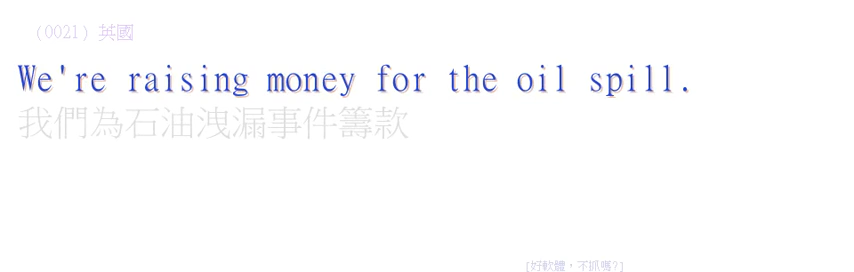 (0021) 英國
We're raising money for the oil spill.
我們為石油洩漏事件籌款
[好軟體，不抓嗎?]